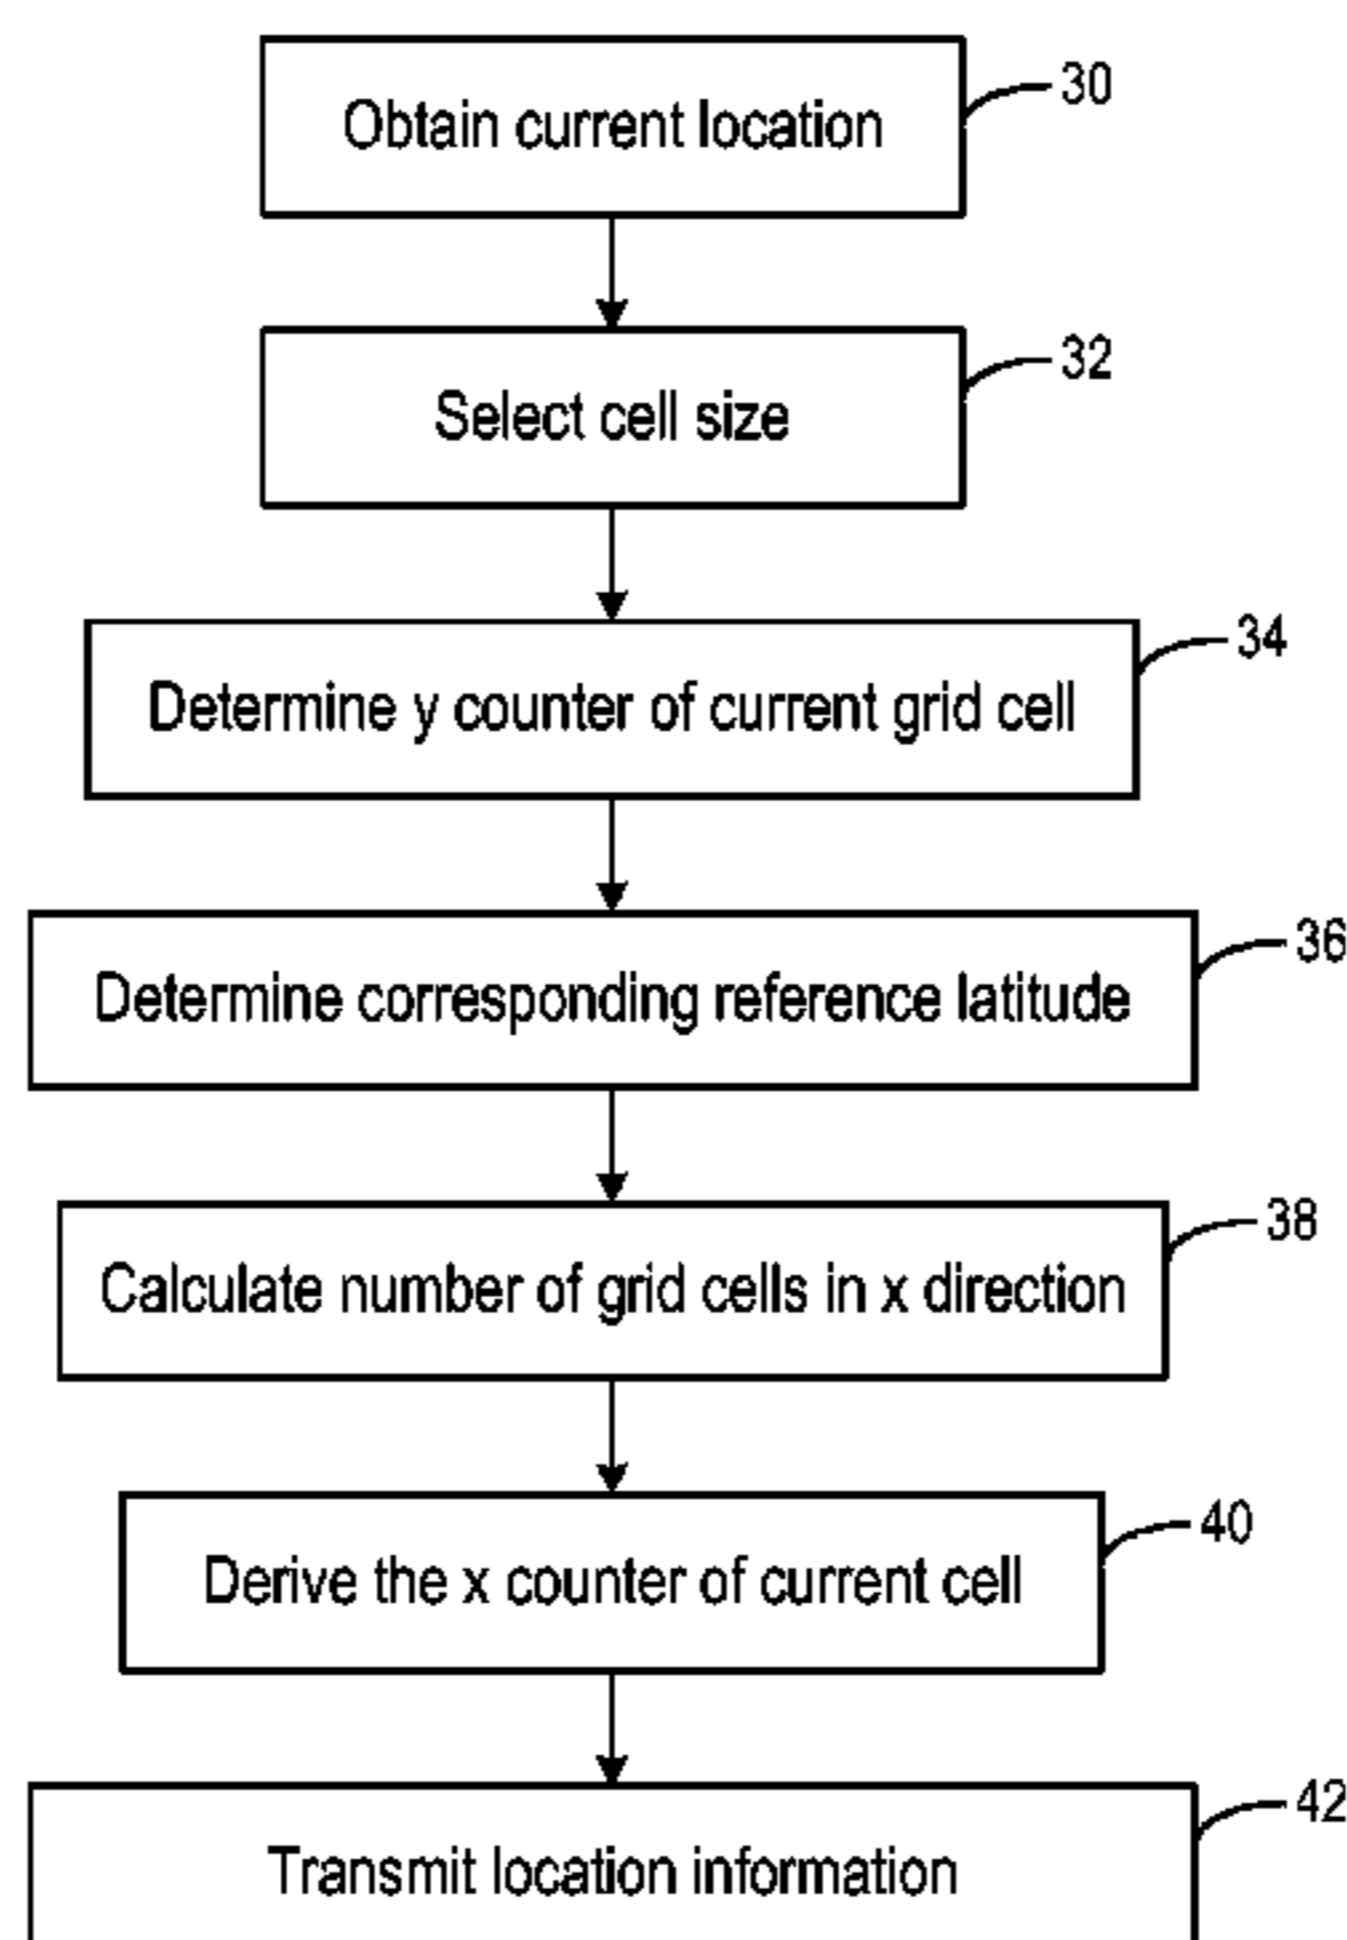 Obtain current location
30
Select cell size
32
Determine y counter of current grid cell
34
Determine corresponding reference latitude
36
Calculate number of grid cells in x direction
38
Derive the x counter of current cell
40
Transmit location information
42